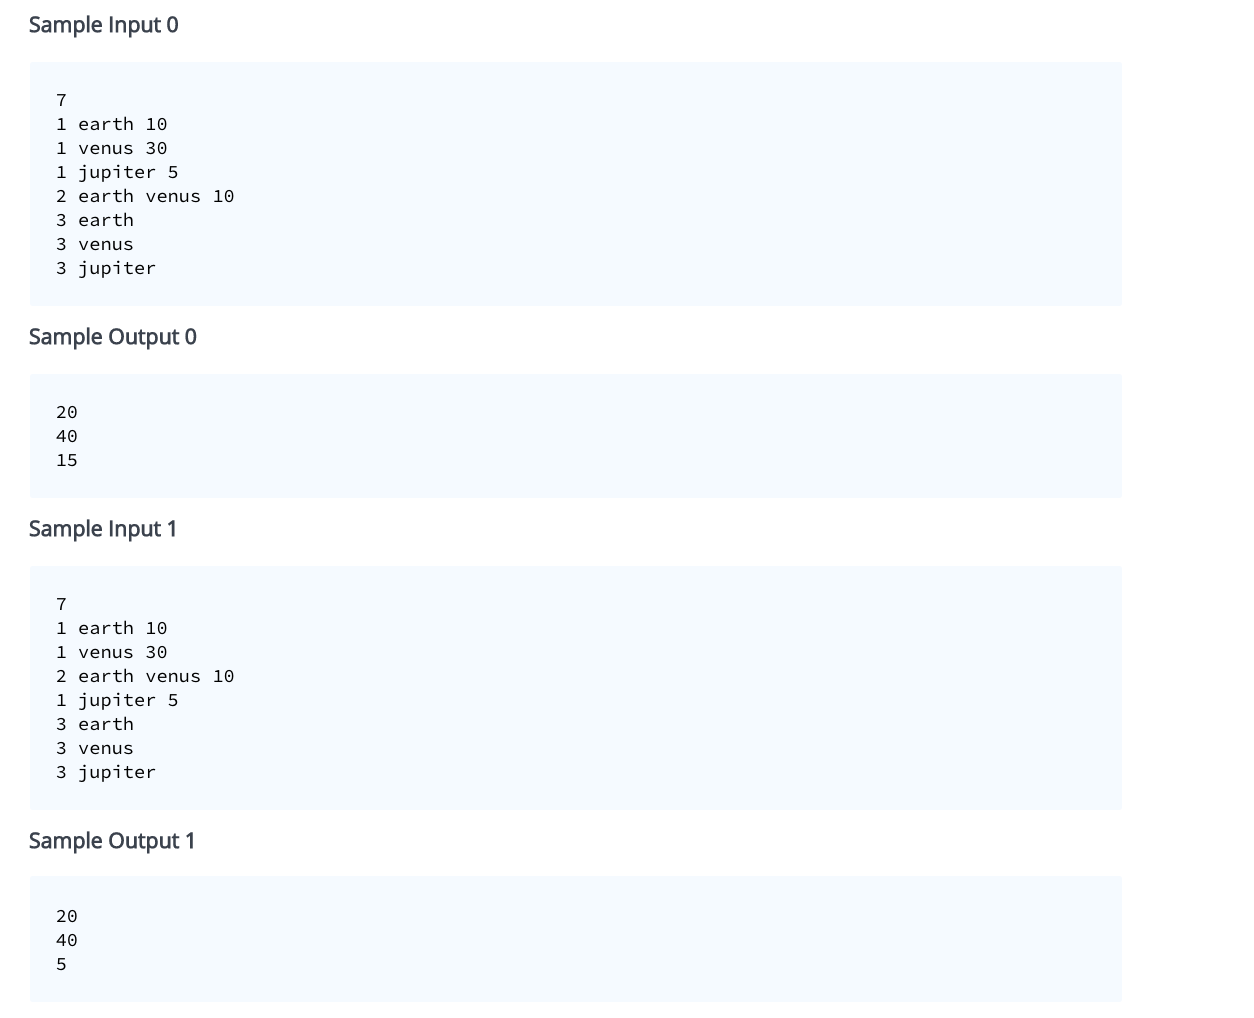 Sample Input 0
7
1 earth 10
1 venus 30
1 jupiter 5
2 earth venus 10
3 earth
3 venus
3 jupiter
Sample Output 0
20
40
15
Sample Input 1
7
1 earth 10
1 venus 30
2 earth venus 10
1 jupiter 5
3 earth
3 venus
3 jupiter
Sample Output 1
20
40
5